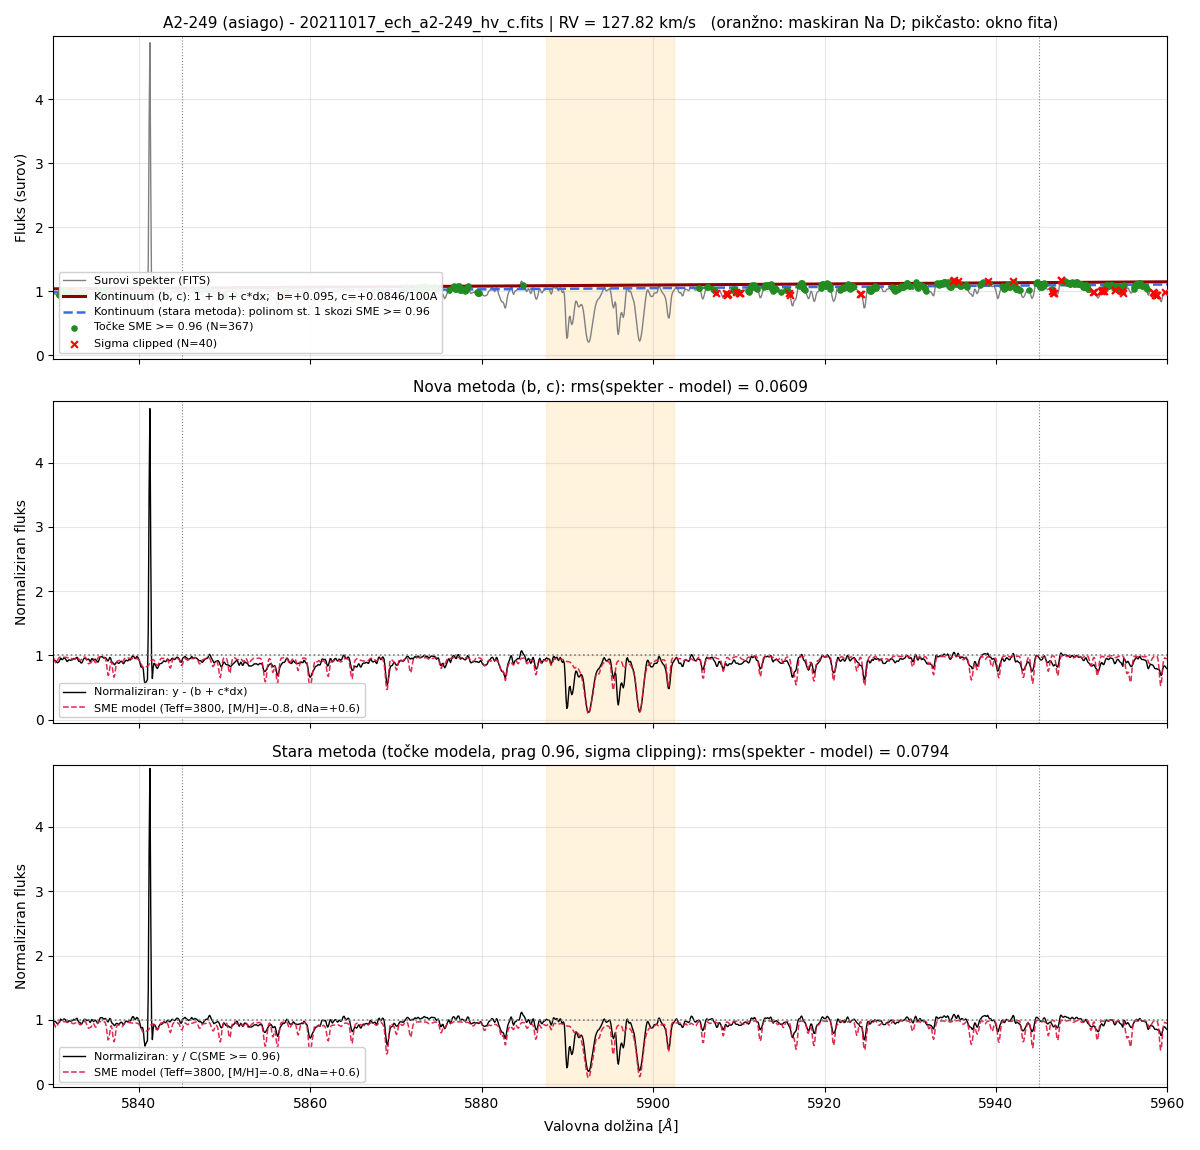 A2-249 (asiago) - 20211017_ech_a2-249_hv_c.fits | RV = 127.82 km/s   (oranžno: maskiran Na D; pikčasto: okno fita)
Fluks (surov)
4
3
2
1
0
Surovi spekter (FITS)
Kontinuum (b, c): 1 + b + c*dx;  b=+0.095, c=+0.0846/100A
Kontinuum (stara metoda): polinom st. 1 skozi SME >= 0.96
Točke SME >= 0.96 (N=367)
Sigma clipped (N=40)
Nova metoda (b, c): rms(spekter - model) = 0.0609
Normaliziran fluks
4
3
2
1
0
Normaliziran: y - (b + c*dx)
SME model (Teff=3800, [M/H]=-0.8, dNa=+0.6)
Stara metoda (točke modela, prag 0.96, sigma clipping): rms(spekter - model) = 0.0794
Normaliziran fluks
4
3
2
1
0
Normaliziran: y / C(SME >= 0.96)
SME model (Teff=3800, [M/H]=-0.8, dNa=+0.6)
5840 5860 5880 5900 5920 5940 5960
Valovna dolžina [Å]